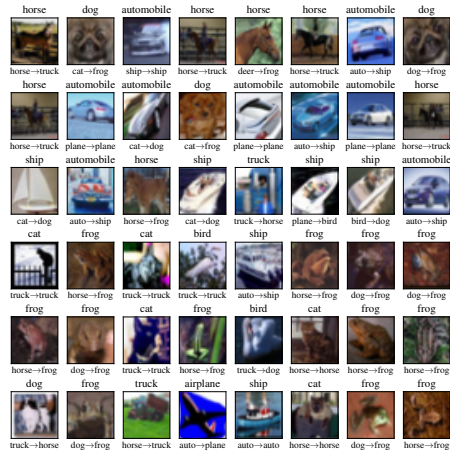 horse dog automobile horse horse horse automobile dog
horse→truck cat→frog ship→ship horse→truck deer→frog horse→truck auto→ship dog→frog
horse automobile automobile dog automobile automobile automobile horse
horse→truck plane→plane cat→dog cat→frog plane→plane auto→ship plane→plane horse→truck
ship automobile horse ship truck ship ship automobile
cat→dog auto→ship horse→frog cat→dog truck→horse plane→bird bird→dog auto→ship
cat frog cat bird ship frog frog frog
truck→truck horse→frog truck→truck truck→truck auto→ship horse→frog dog→frog dog→frog
frog frog cat frog bird cat frog frog
horse→frog dog→frog truck→truck horse→frog truck→dog horse→horse horse→frog horse→frog
dog frog truck airplane ship cat frog frog
truck→horse dog→frog horse→truck auto→plane auto→auto horse→horse dog→frog horse→frog